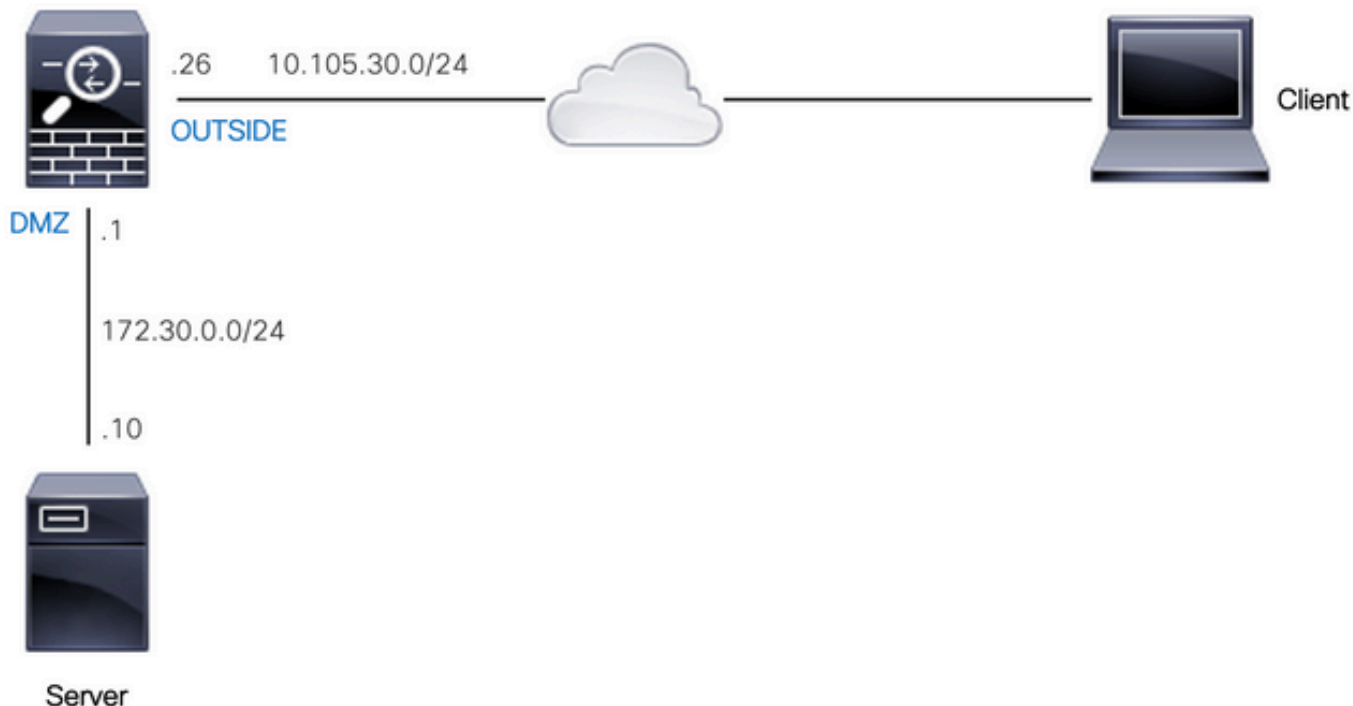 .26 10.105.30.0/24
OUTSIDE
Client
DMZ
.1
172.30.0.0/24
.10
Server